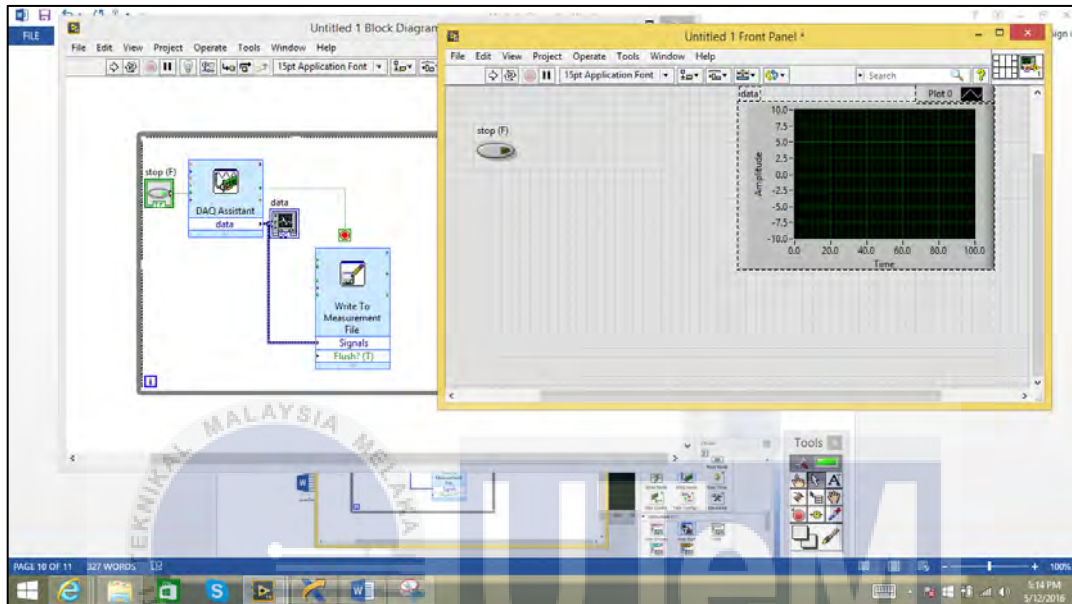 FILE
Untitled 1 Block Diagram
File Edit View Project Operate Tools Window Help
15pt Application Font
stop (F)
DAQ Assistant
data
data
Write To
Measurement
File
Signals
Flush? (T)
i
Untitled 1 Front Panel *
File Edit View Project Operate Tools Window Help
15pt Application Font
Search
stop (F)
data
Plot 0
Amplitude
10.0
7.5
5.0
2.5
0.0
-2.5
-5.0
-7.5
-10.0
0.0 20.0 40.0 60.0 80.0 100.0
Time
Tools
TEKNIKAL MALAYSIA MELAKA
UTeM
PAGE 10 OF 11 327 WORDS
100%
5:14 PM
5/12/2016